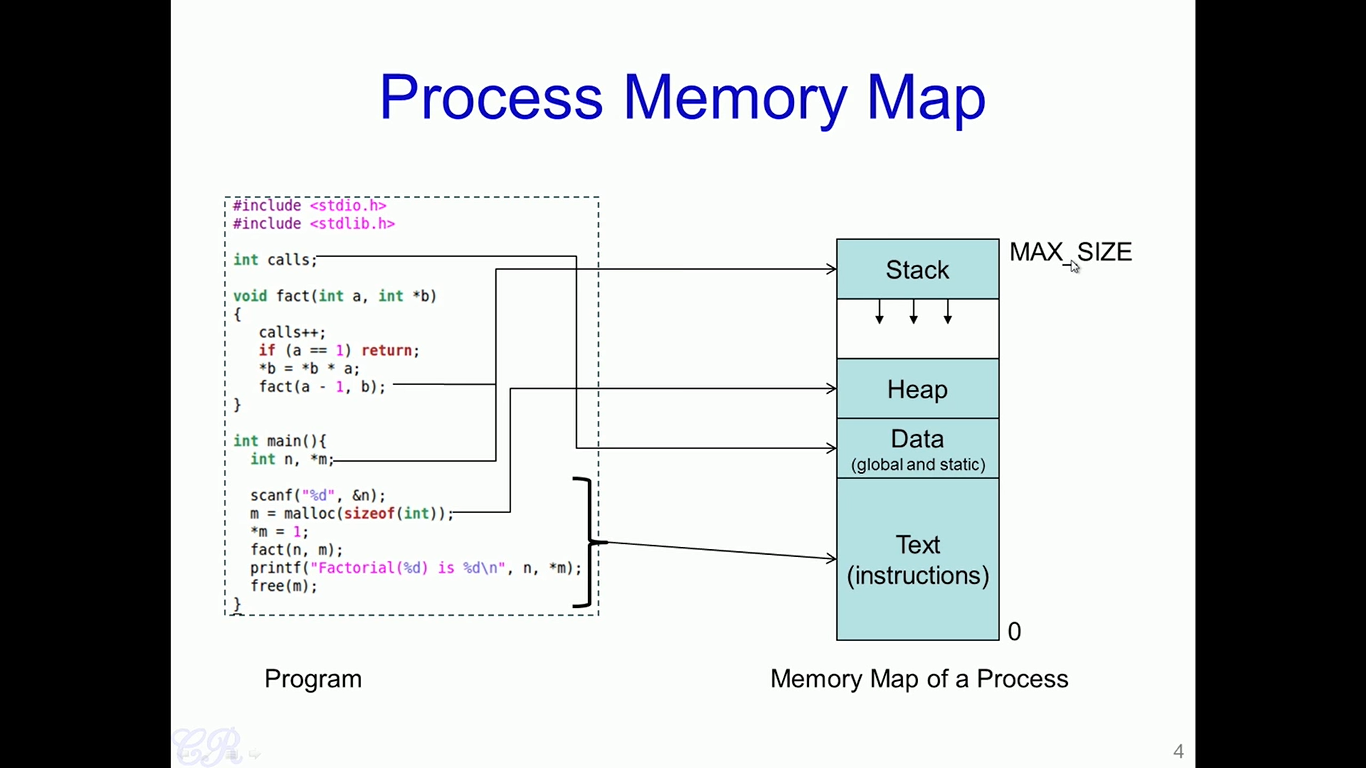 Process Memory Map
#include <stdio.h>
#include <stdlib.h>
int calls;
void fact(int a, int *b)
{
calls++;
if (a == 1) return;
*b = *b * a;
fact(a - 1, b);
}
int main(){
int n, *m;
scanf("%d", &n);
m = malloc(sizeof(int));
*m = 1;
fact(n, m);
printf("Factorial(%d) is %d\n", n, *m);
free(m);
}
Program
Stack
MAX_SIZE
Heap
Data
(global and static)
Text
(instructions)
0
Memory Map of a Process
CR
4